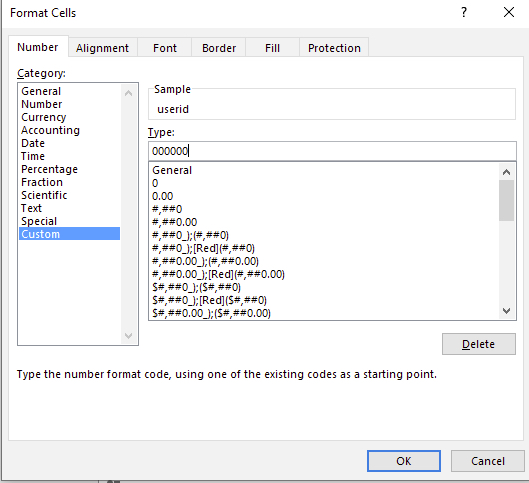 Format Cells
? ×
Number Alignment Font Border Fill Protection
Category:
General
Number
Currency
Accounting
Date
Time
Percentage
Fraction
Scientific
Text
Special
Custom
Sample
userid
Type:
000000
General
0
0.00
#,##0
#,##0.00
#,##0_);(#,##0)
#,##0_);[Red](#,##0)
#,##0.00_);(#,##0.00)
#,##0.00_);[Red](#,##0.00)
$#,##0_);($#,##0)
$#,##0_);[Red]($#,##0)
$#,##0.00_);($#,##0.00)
Delete
Type the number format code, using one of the existing codes as a starting point.
OK Cancel